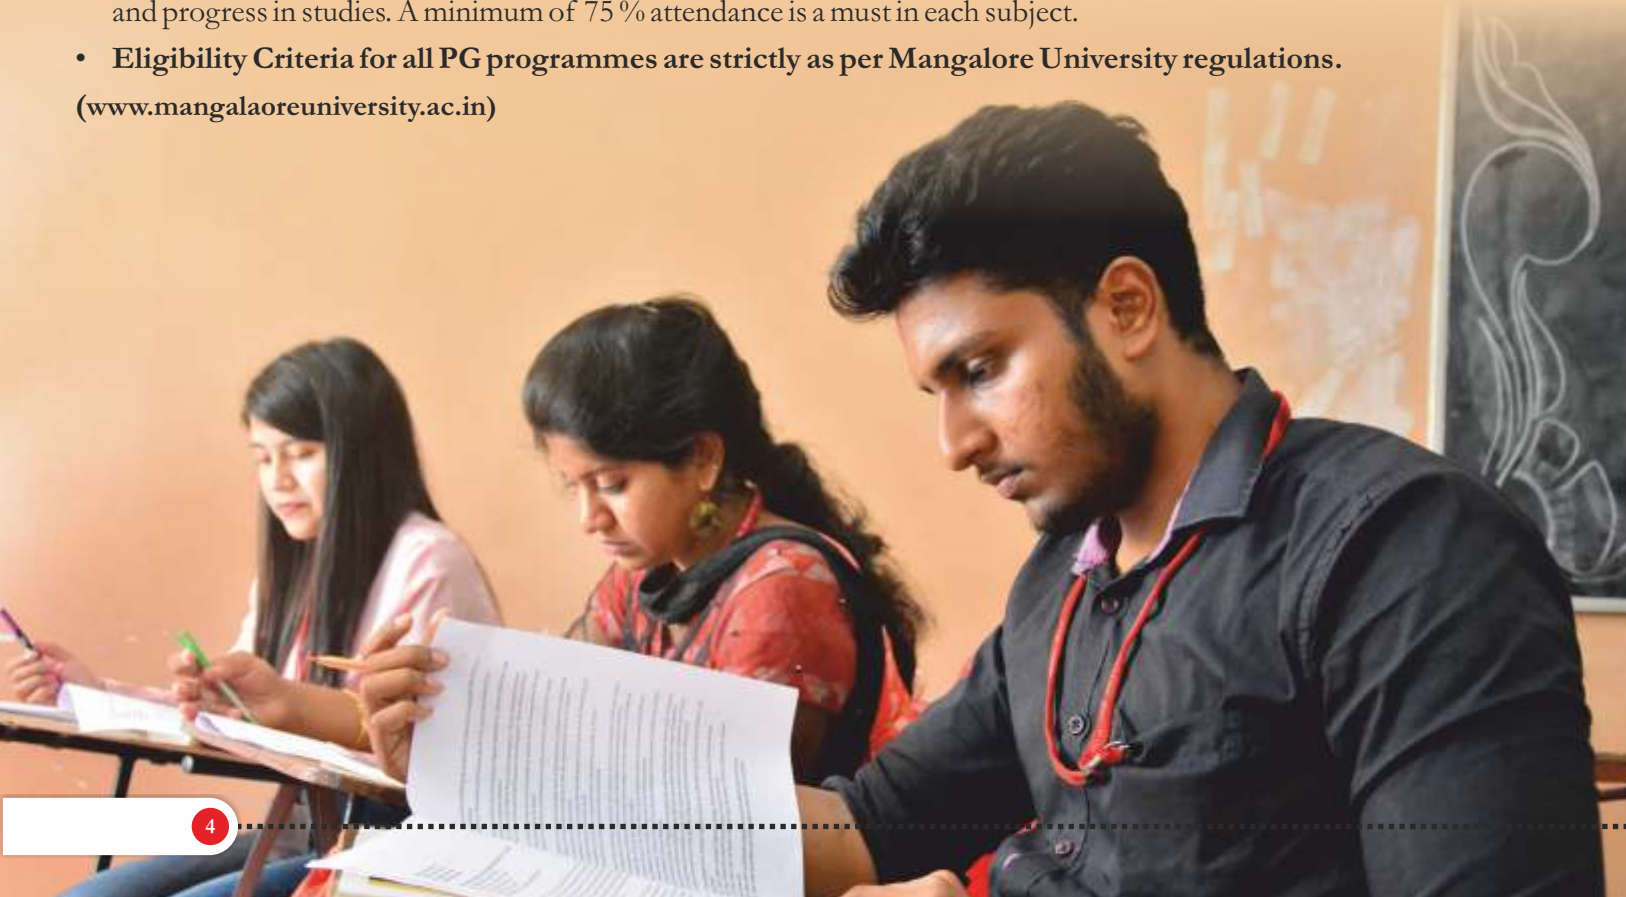 and progress in studies. A minimum of 75 % attendance is a must in each subject.
• Eligibility Criteria for all PG programmes are strictly as per Mangalore University regulations.
(www.mangalaoreuniversity.ac.in)
4